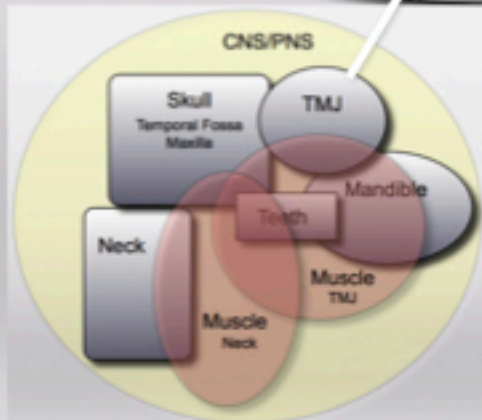 CNS/PNS
Skull
Temporal Fossa
Maxilla
TMJ
Mandible
Teeth
Neck
Muscle
TMJ
Muscle
Neck